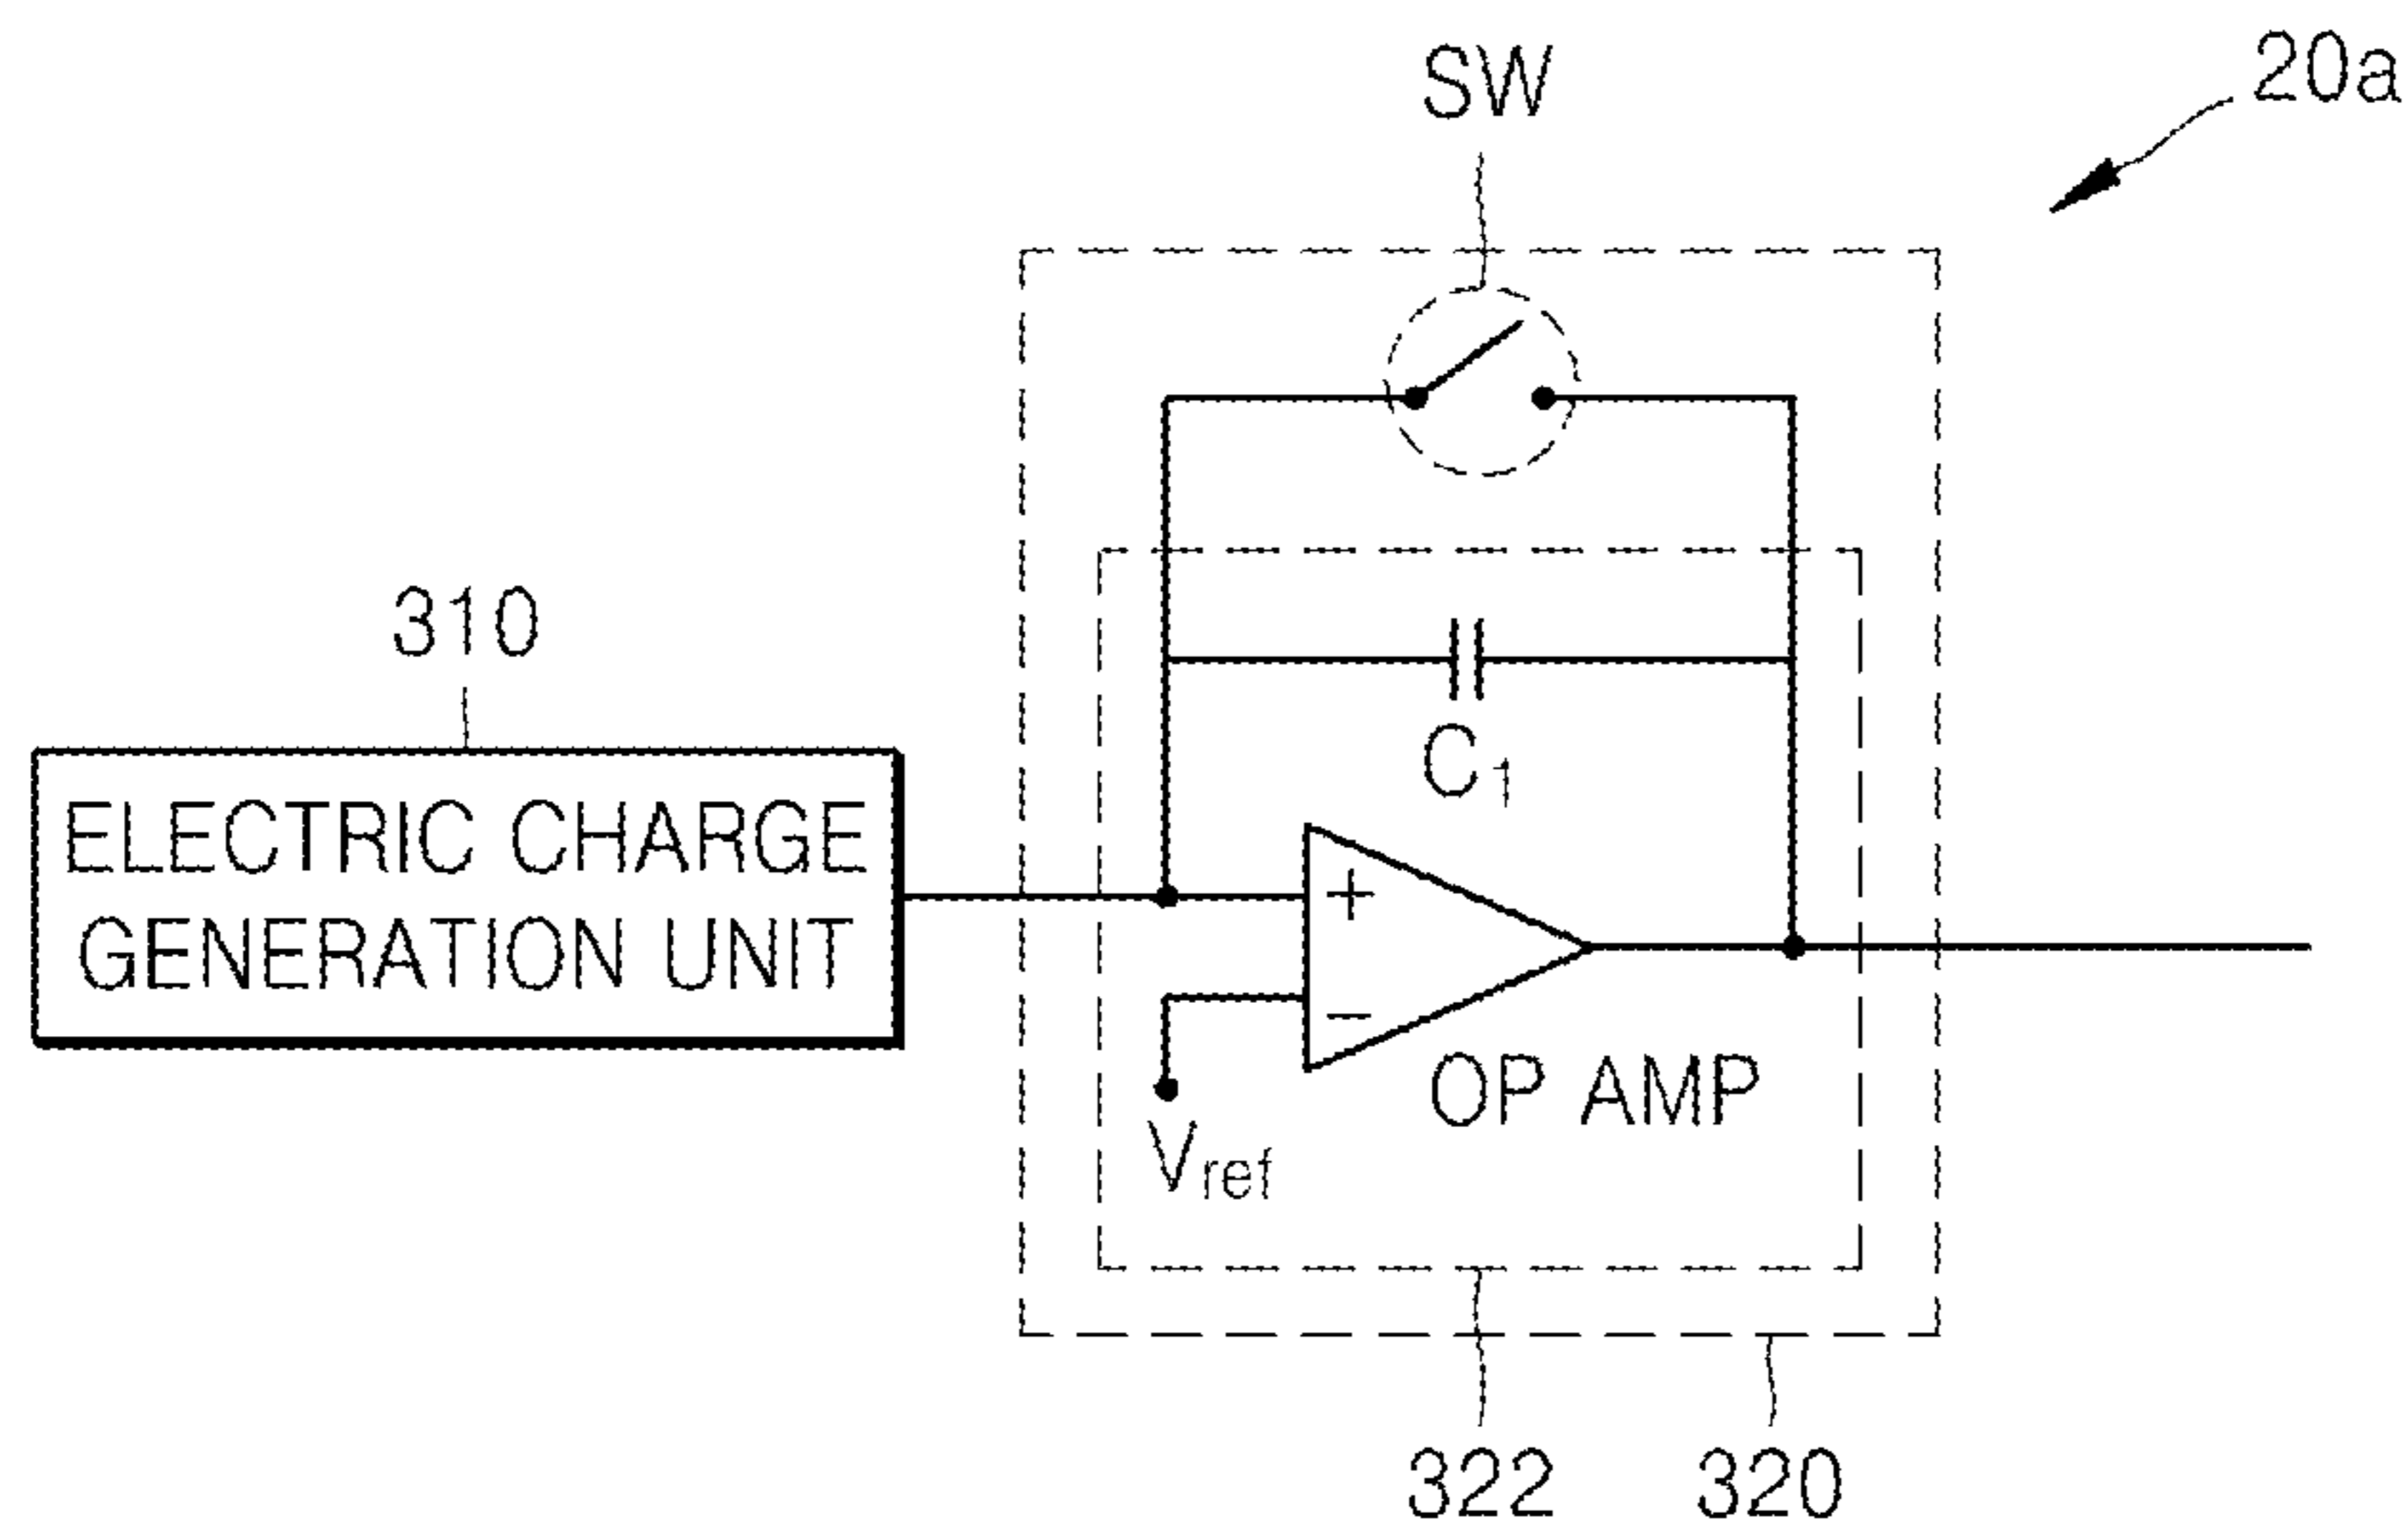 20a
SW
310
C1
ELECTRIC CHARGE
GENERATION UNIT
+
−
OP AMP
Vref
322
320